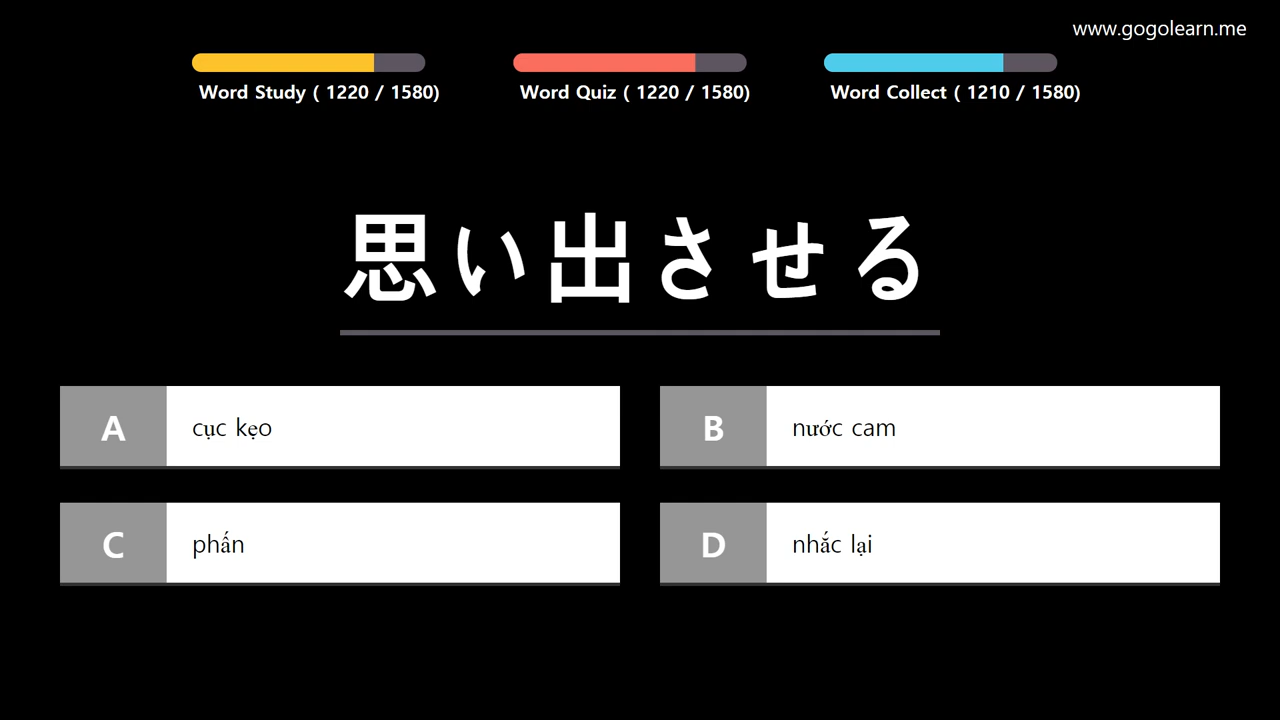 www.gogolearn.me
Word Study ( 1220 / 1580)
Word Quiz ( 1220 / 1580)
Word Collect ( 1210 / 1580)
思い出させる
A
cục kẹo
B
nước cam
C
phấn
D
nhắc lại